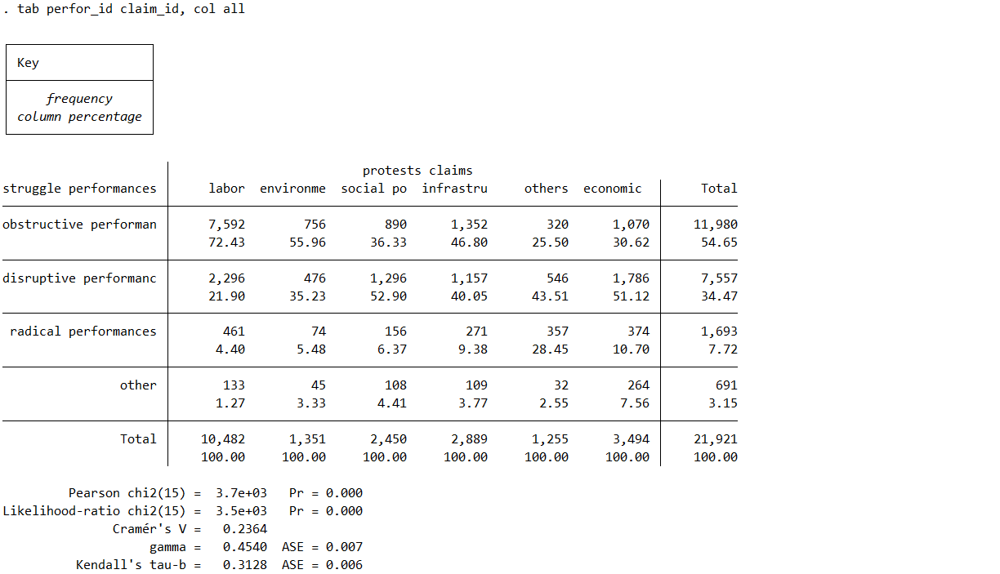 . tab perfor_id claim_id, col all
Key
frequency
column percentage
protests claims
struggle performances labor environme social po infrastru others economic Total
obstructive performan 7,592 756 890 1,352 320 1,070 11,980
72.43 55.96 36.33 46.80 25.50 30.62 54.65
disruptive performanc 2,296 476 1,296 1,157 546 1,786 7,557
21.90 35.23 52.90 40.05 43.51 51.12 34.47
radical performances 461 74 156 271 357 374 1,693
4.40 5.48 6.37 9.38 28.45 10.70 7.72
other 133 45 108 109 32 264 691
1.27 3.33 4.41 3.77 2.55 7.56 3.15
Total 10,482 1,351 2,450 2,889 1,255 3,494 21,921
100.00 100.00 100.00 100.00 100.00 100.00 100.00
Pearson chi2(15) = 3.7e+03 Pr = 0.000
Likelihood-ratio chi2(15) = 3.5e+03 Pr = 0.000
Cramér's V = 0.2364
gamma = 0.4540 ASE = 0.007
Kendall's tau-b = 0.3128 ASE = 0.006